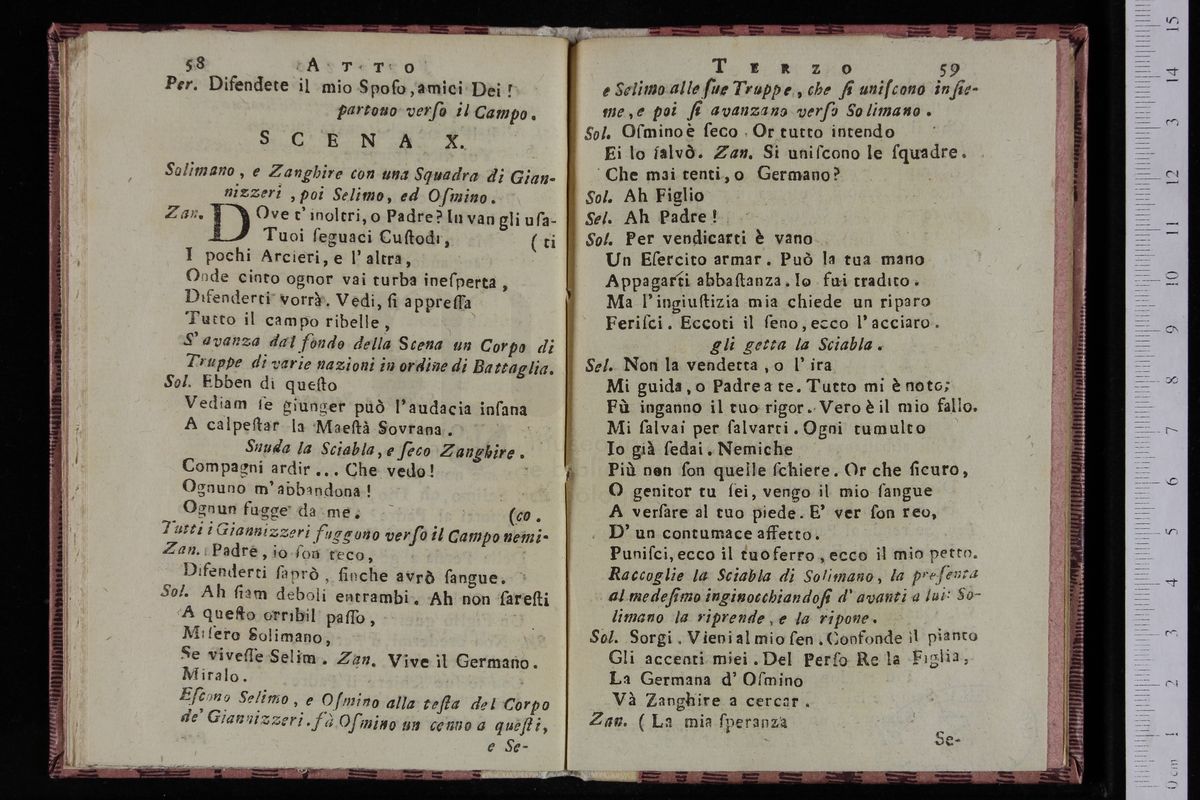 58 ATTO
Per. Difendete il mio Spoſo, amici Dei!
partono verſo il Campo.
SCENA X.
Solimano, e Zanghire con una Squadra di Gian-
nizzeri, poi Selimo, ed Oſmino.
Zan. DOve t' inoltri, o Padre? In van gli uſa-
Tuoi ſeguaci Cuſtodi, (ti
I pochi Arcieri, e l' altra,
Onde cinto ognor vai turba ineſperta,
Difenderti vorrà. Vedi, ſi appreſſa
Tutto il campo ribelle,
S' avanza dal fondo della Scena un Corpo di
Truppe di varie nazioni in ordine di Battaglia.
Sol. Ebben di queſto
Vediam ſe giunger può l'audacia inſana
A calpeſtar la Maeſtà Sovrana.
Snuda la Sciabla, e ſeco Zanghire.
Compagni ardir... Che vedo!
Ognuno m'abbandona!
Ognun fugge da me. (co.
Tutti i Giannizzeri fuggono verſo il Campo nemi-
Zan. Padre, io ſon teco,
Difenderti ſaprò, finche avrò ſangue.
Sol. Ah ſiam deboli entrambi. Ah non ſareſti
A queſto orribil paſſo,
Miſero Solimano,
Se viveſſe Selim. Zan. Vive il Germano.
Miralo.
Eſcono Selimo, e Oſmino alla teſta del Corpo
de' Giannizzeri. fà Oſmino un cenno a queſti,
e Se-
TERZO 59
e Selimo alle ſue Truppe, che ſi uniſcono inſie-
me, e poi ſi avanzano verſo Solimano.
Sol. Oſmino è ſeco. Or tutto intendo
Ei lo ſalvò. Zan. Si uniſcono le ſquadre.
Che mai tenti, o Germano?
Sol. Ah Figlio
Sel. Ah Padre!
Sol. Per vendicarti è vano
Un Eſercito armar. Può la tua mano
Appagarti abbaſtanza. Io fui tradito.
Ma l'ingiuſtizia mia chiede un riparo
Feriſci. Eccoti il ſeno, ecco l'acciaro.
gli getta la Sciabla.
Sel. Non la vendetta, o l' ira
Mi guida, o Padre a te. Tutto mi è noto;
Fù inganno il tuo rigor. Vero è il mio fallo.
Mi ſalvai per ſalvarti. Ogni tumulto
Io già ſedai. Nemiche
Più non ſon quelle ſchiere. Or che ſicuro,
O genitor tu ſei, vengo il mio ſangue
A verſare al tuo piede. E' ver ſon reo,
D' un contumace affetto.
Puniſci, ecco il tuo ferro, ecco il mio petto.
Raccoglie la Sciabla di Solimano, la preſenta
al medeſimo inginocchiandoſi d' avanti a lui: So-
limano la riprende, e la ripone.
Sol. Sorgi. Vieni al mio ſen. Confonde il pianto
Gli accenti miei. Del Perſo Re la Figlia,
La Germana d' Oſmino
Và Zanghire a cercar.
Zan. (La mia ſperanza
Se-